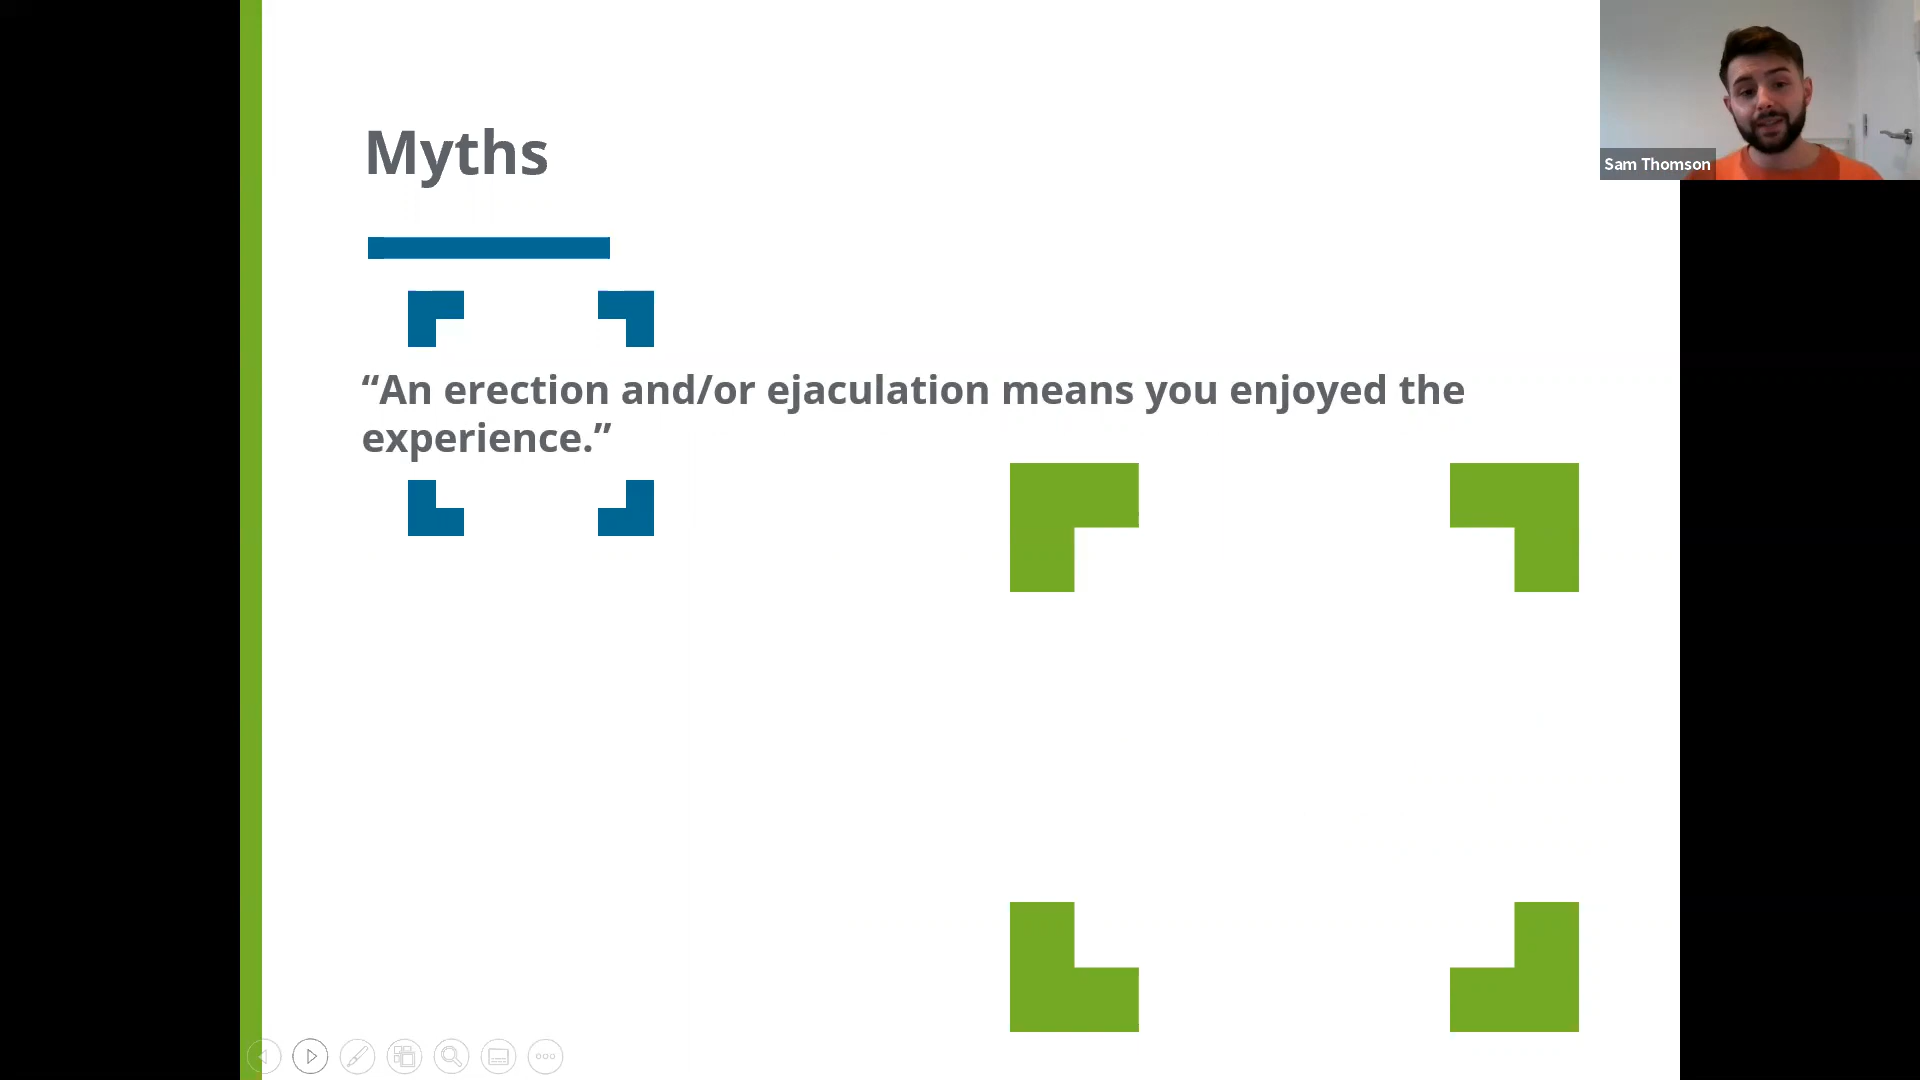 Myths
“An erection and/or ejaculation means you enjoyed the
experience.”
Sam Thomson